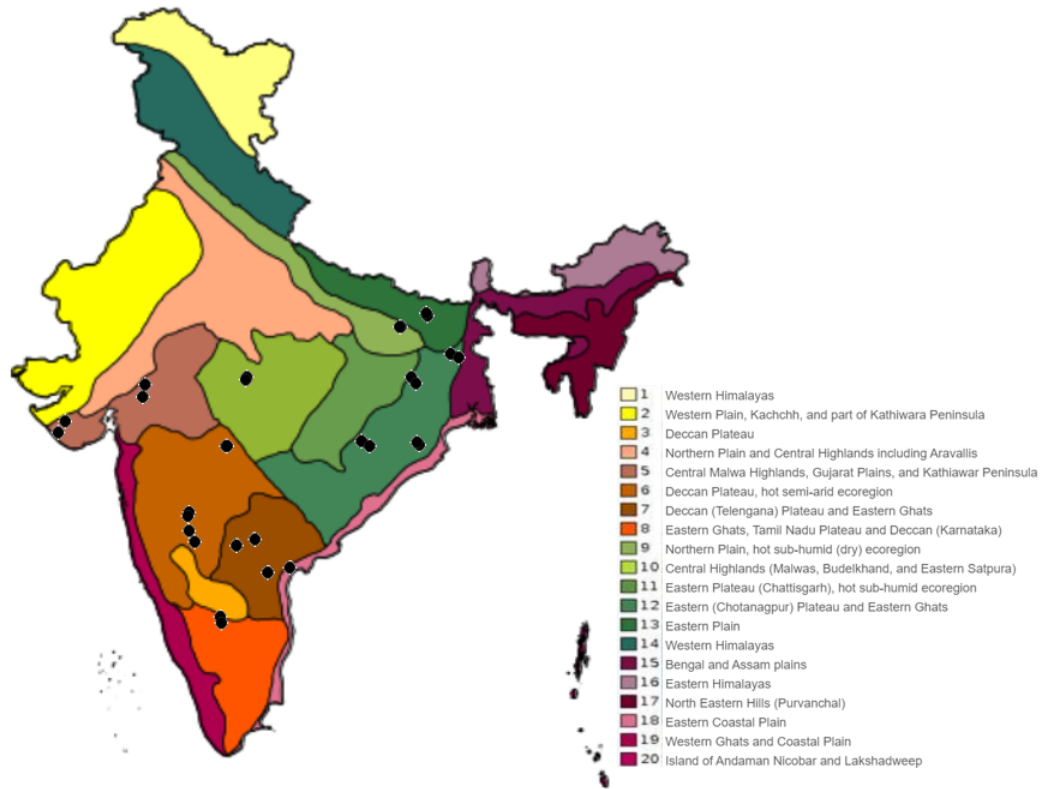 1 Western Himalayas
2 Western Plain, Kachchh, and part of Kathiwara Peninsula
3 Deccan Plateau
4 Northern Plain and Central Highlands including Aravallis
5 Central Malwa Highlands, Gujarat Plains, and Kathiawar Peninsula
6 Deccan Plateau, hot semi-arid ecoregion
7 Deccan (Telengana) Plateau and Eastern Ghats
8 Eastern Ghats, Tamil Nadu Plateau and Deccan (Karnataka)
9 Northern Plain, hot sub-humid (dry) ecoregion
10 Central Highlands (Malwas, Budelkhand, and Eastern Satpura)
11 Eastern Plateau (Chattisgarh), hot sub-humid ecoregion
12 Eastern (Chotanagpur) Plateau and Eastern Ghats
13 Eastern Plain
14 Western Himalayas
15 Bengal and Assam plains
16 Eastern Himalayas
17 North Eastern Hills (Purvanchal)
18 Eastern Coastal Plain
19 Western Ghats and Coastal Plain
20 Island of Andaman Nicobar and Lakshadweep